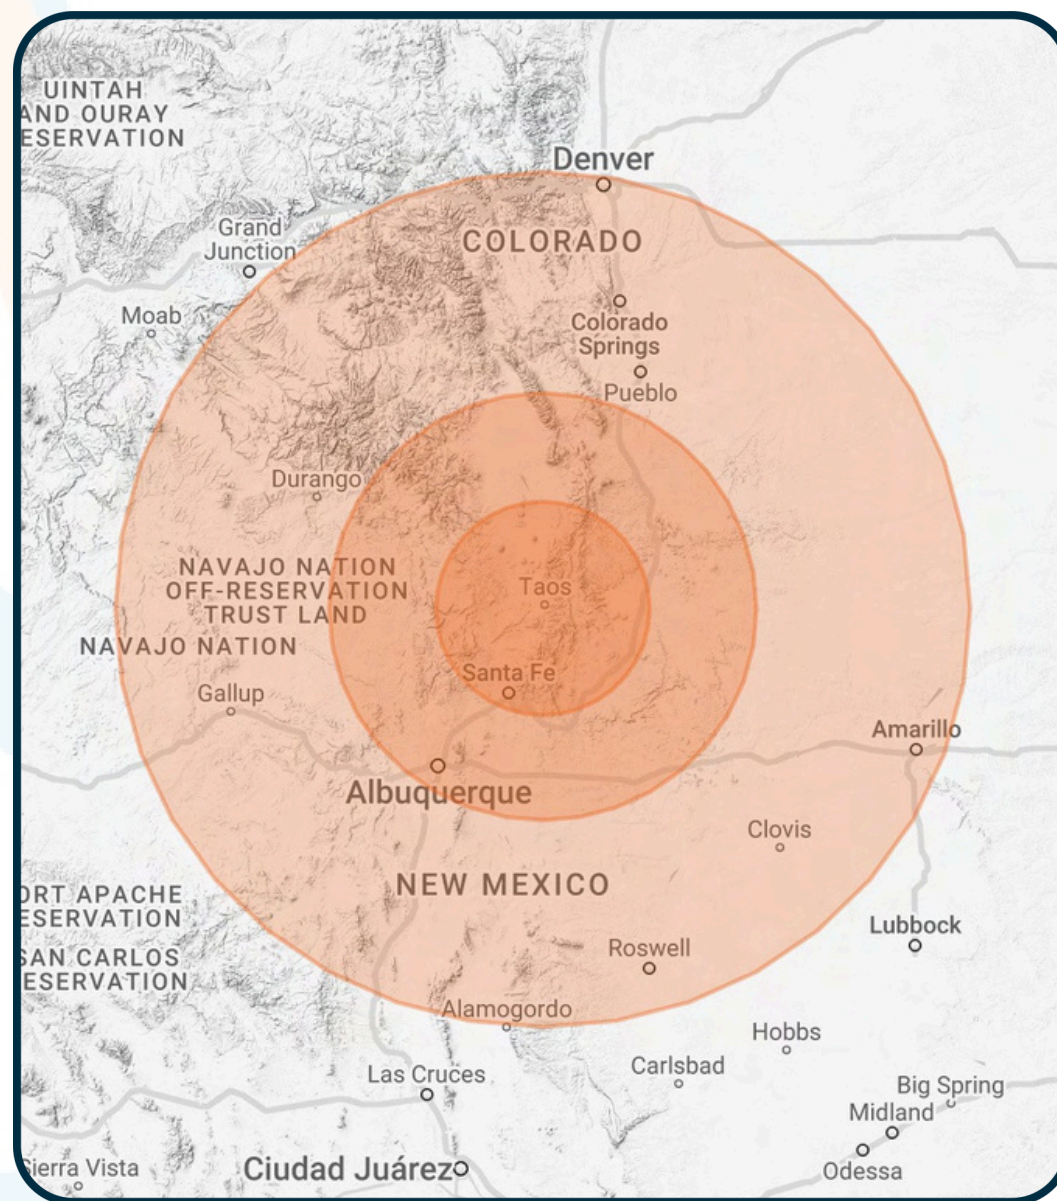 UINTAH
AND OURAY
ESERVATION
Denver
Grand
Junction
COLORADO
Moab
Colorado
Springs
Pueblo
Durango
NAVAJO NATION
OFF-RESERVATION
TRUST LAND
Taos
NAVAJO NATION
Santa Fe
Gallup
Amarillo
Albuquerque
Clovis
NEW MEXICO
ORT APACHE
ESERVATION
Lubbock
Roswell
SAN CARLOS
ESERVATION
Alamogordo
Hobbs
Carlsbad
Las Cruces
Big Spring
Midland
Sierra Vista
Ciudad Juárez
Odessa